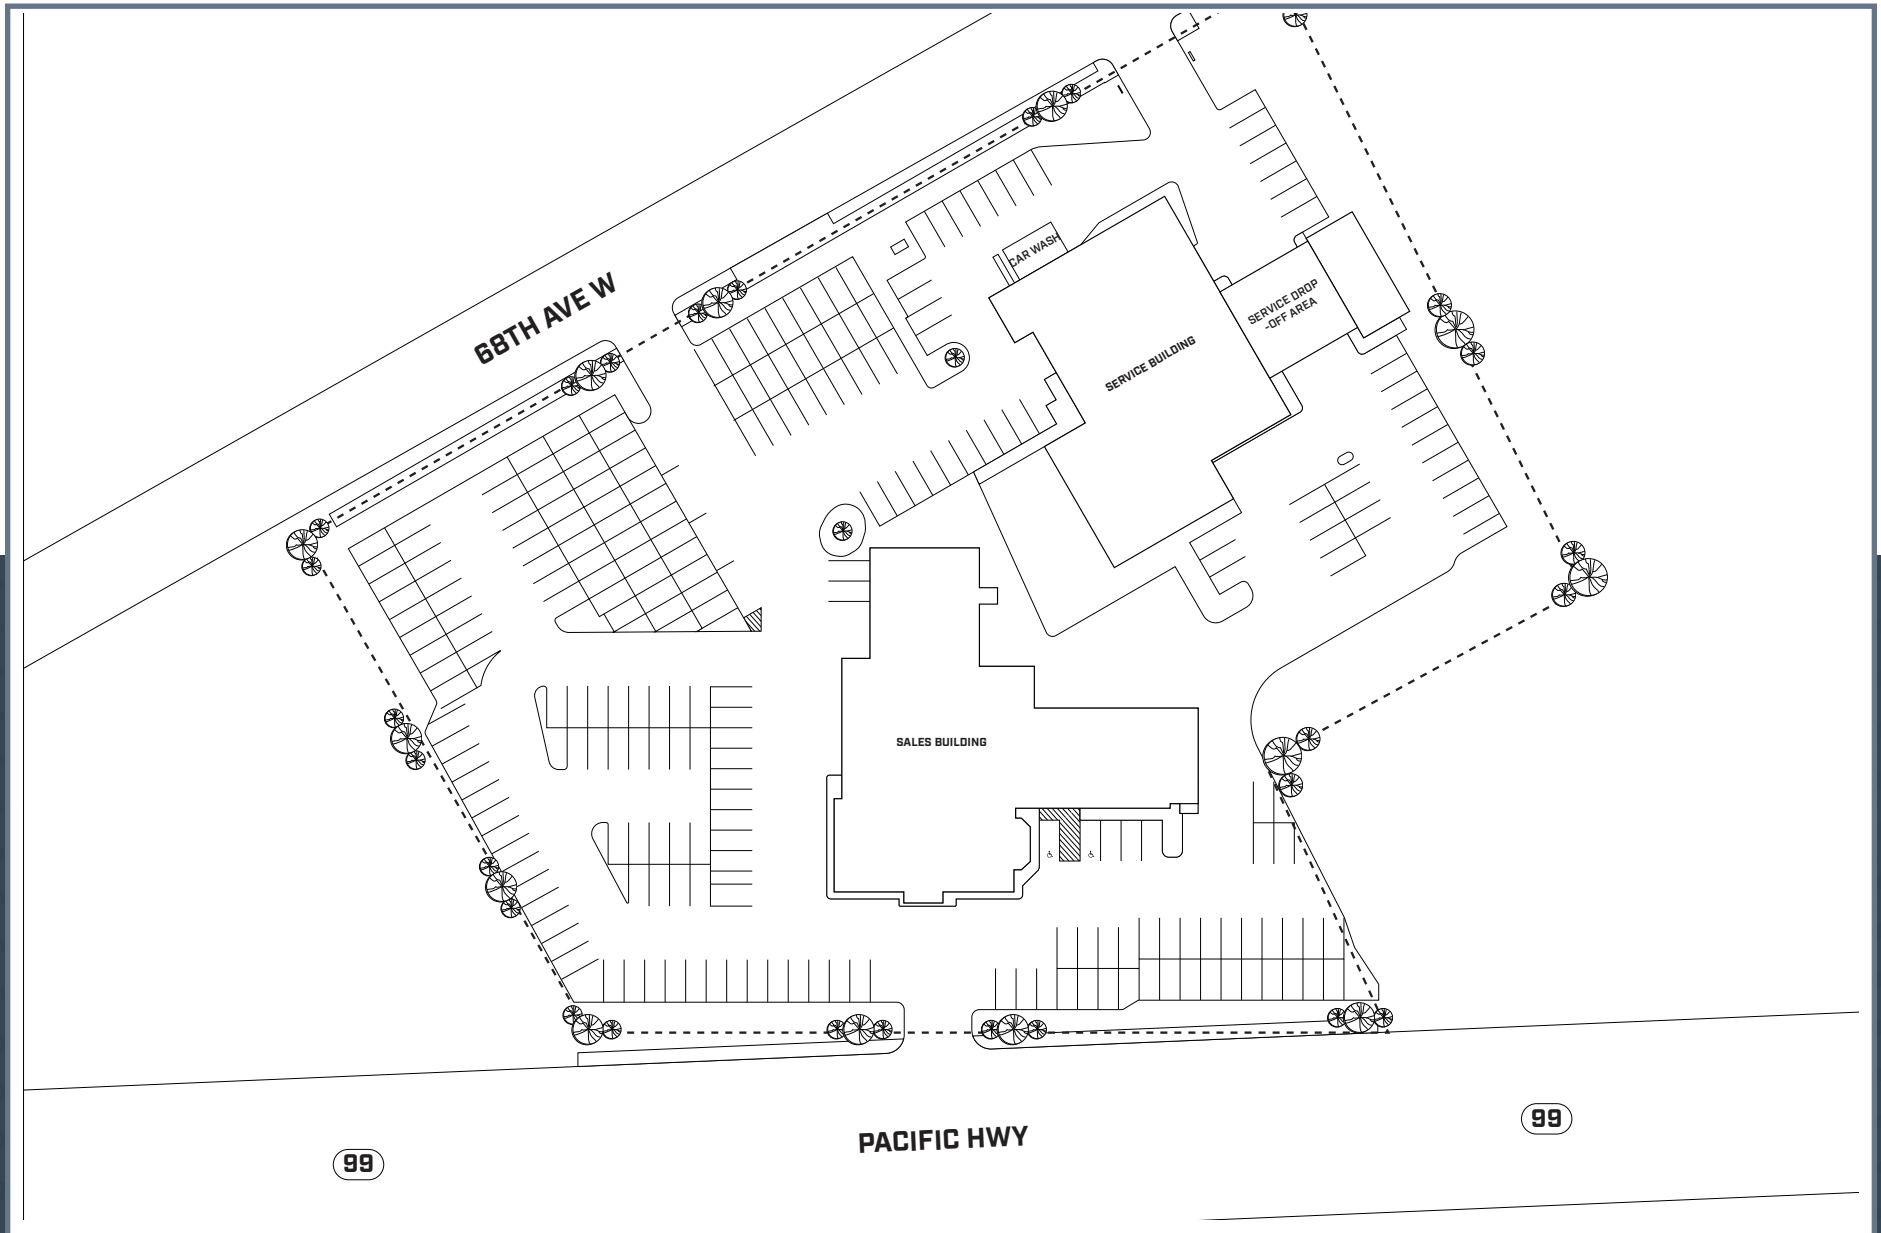 68TH AVE W
CAR WASH
SERVICE DROP
-OFF AREA
SERVICE BUILDING
SALES BUILDING
PACIFIC HWY
99
99